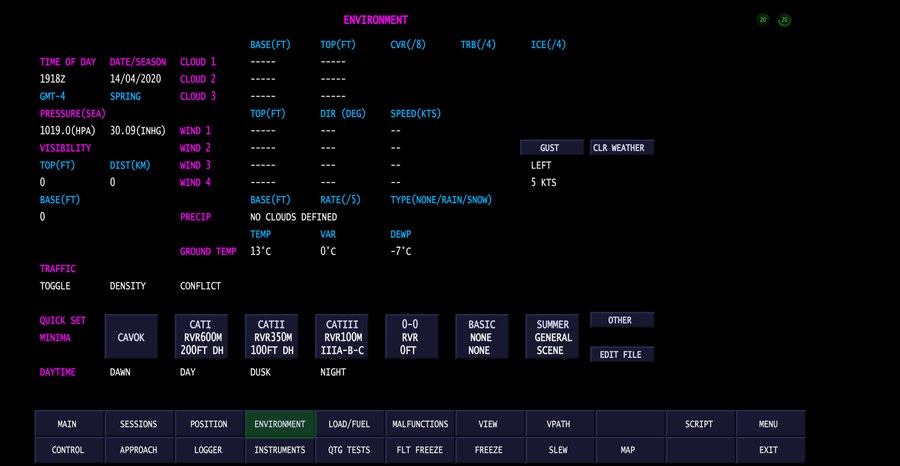 ENVIRONMENT
20 20
BASE(FT) TOP(FT) CVR(/8) TRB(/4) ICE(/4)
TIME OF DAY DATE/SEASON CLOUD 1 ----- -----
1918Z 14/04/2020 CLOUD 2 ----- -----
GMT-4 SPRING CLOUD 3 ----- -----
PRESSURE(SEA) TOP(FT) DIR (DEG) SPEED(KTS)
1019.0(HPA) 30.09(INHG) WIND 1 ----- --- --
VISIBILITY WIND 2 ----- --- -- GUST CLR WEATHER
TOP(FT) DIST(KM) WIND 3 ----- --- -- LEFT
0 0 WIND 4 ----- --- -- 5 KTS
BASE(FT) BASE(FT) RATE(/5) TYPE(NONE/RAIN/SNOW)
0 PRECIP NO CLOUDS DEFINED
TEMP VAR DEWP
GROUND TEMP 13°C 0°C -7°C
TRAFFIC
TOGGLE DENSITY CONFLICT
QUICK SET
MINIMA
CAVOK
CATI
RVR600M
200FT DH
CATII
RVR350M
100FT DH
CATIII
RVR100M
IIIA-B-C
0-0
RVR
0FT
BASIC
NONE
NONE
SUMMER
GENERAL
SCENE
OTHER
EDIT FILE
DAYTIME DAWN DAY DUSK NIGHT
MAIN SESSIONS POSITION ENVIRONMENT LOAD/FUEL MALFUNCTIONS VIEW VPATH SCRIPT MENU
CONTROL APPROACH LOGGER INSTRUMENTS QTG TESTS FLT FREEZE FREEZE SLEW MAP EXIT